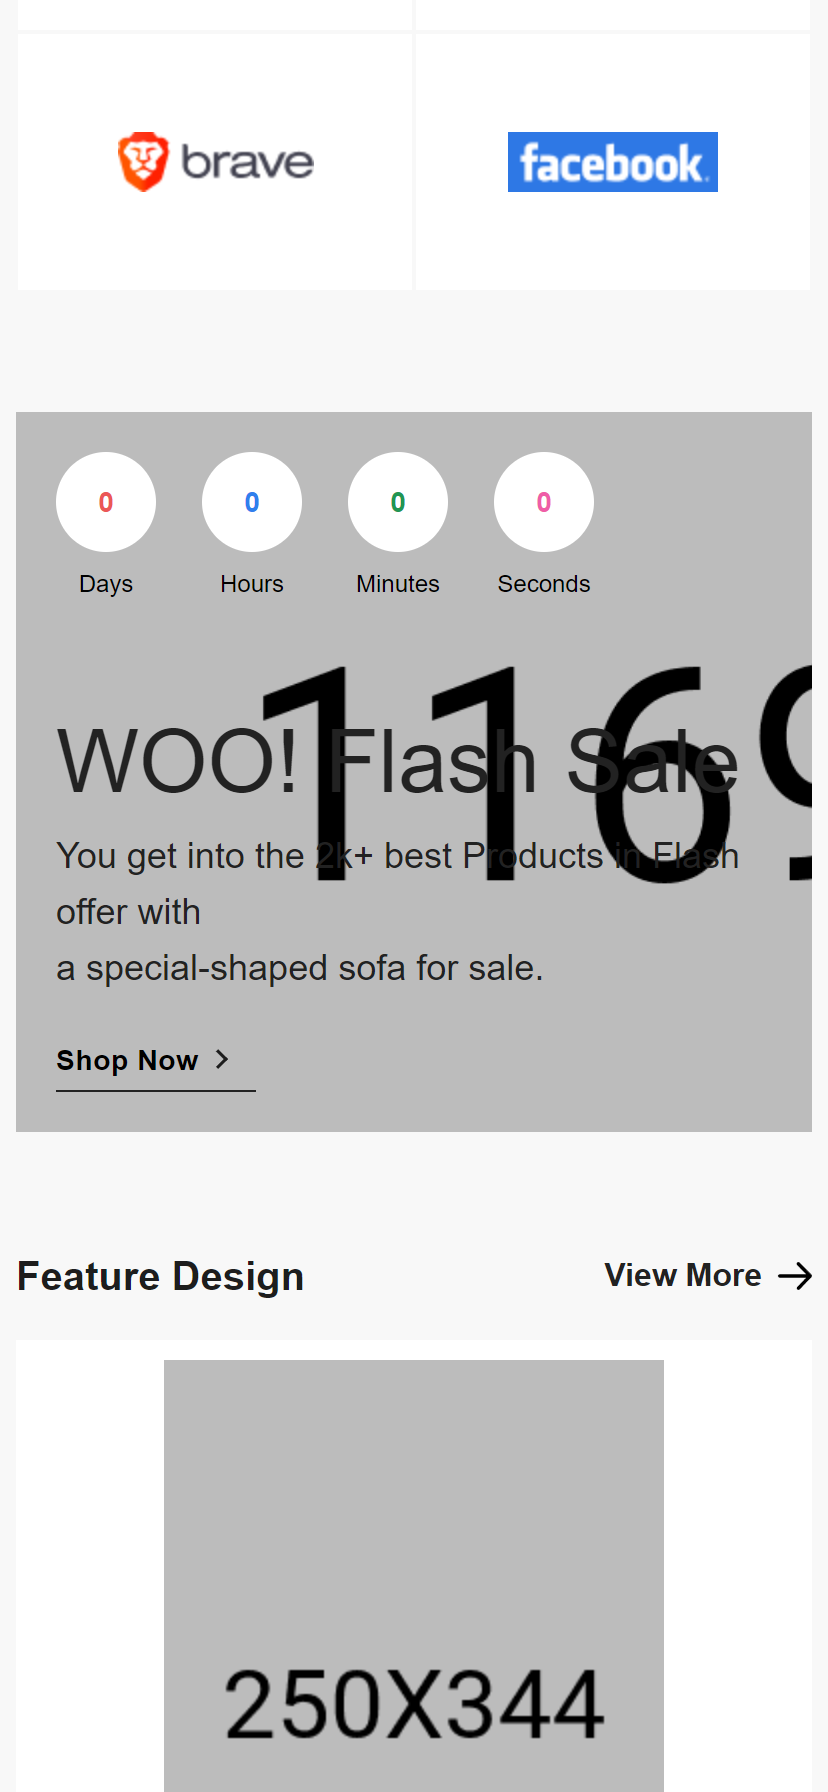 brave
facebook.
0 0 0 0
Days Hours Minutes Seconds
1169
WOO! Flash Sale
You get into the 2k+ best Products in Flash
offer with
a special-shaped sofa for sale.
Shop Now
Feature Design
View More
250X344